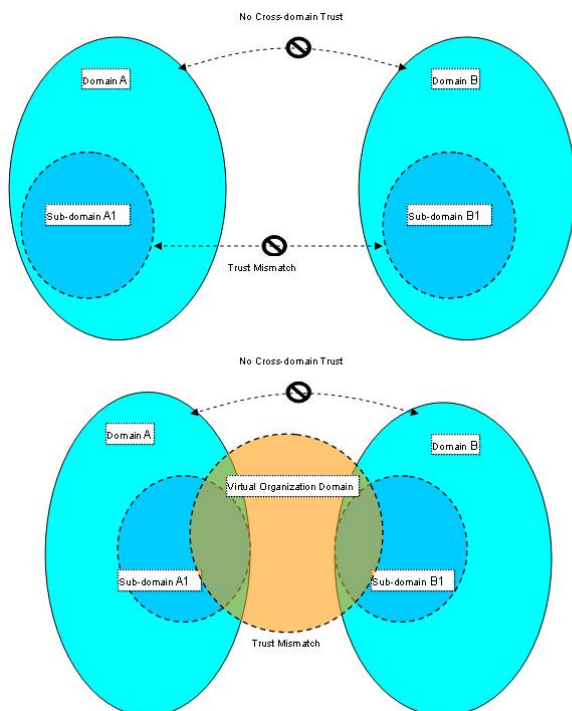 No Cross-domain Trust
Domain A
Domain B
Sub-domain A1
Sub-domain B1
Trust Mismatch
No Cross-domain Trust
Domain A
Domain B
Virtual Organization Domain
Sub-domain A1
Sub-domain B1
Trust Mismatch